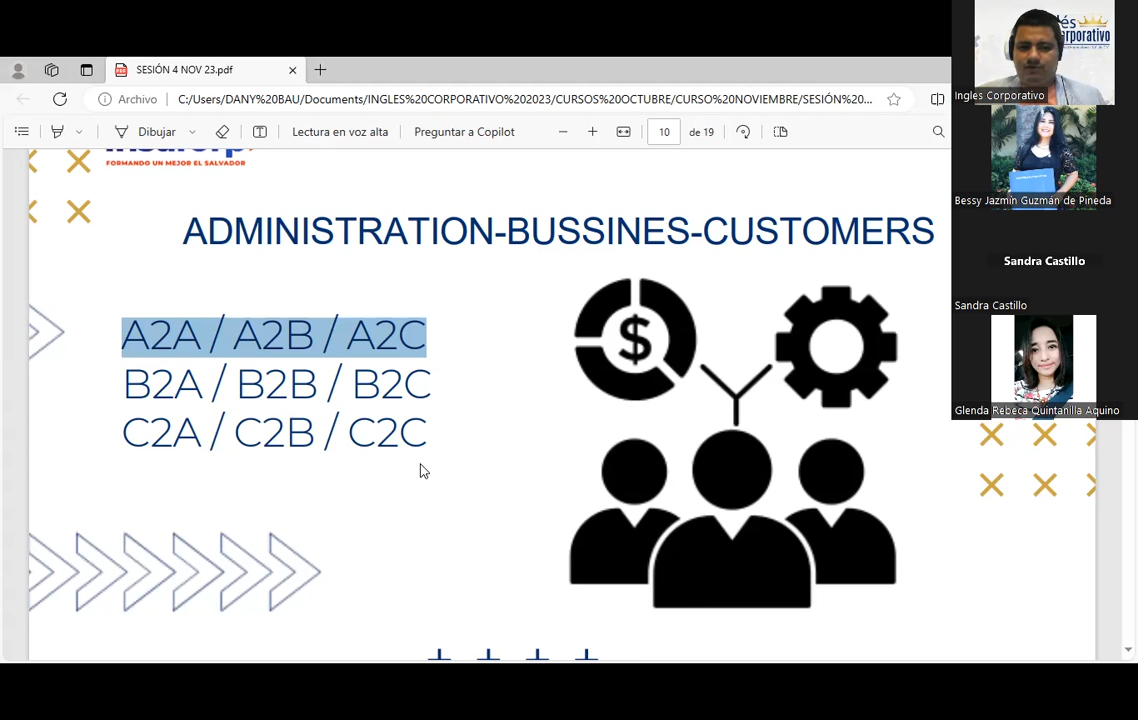 SESIÓN 4 NOV 23.pdf
Archivo
C:/Users/DANY%20BAU/Documents/INGLES%20CORPORATIVO%202023/CURSOS%20OCTUBRE/CURSO%20NOVIEMBRE/SESIÓN%20...
Dibujar
Lectura en voz alta
Preguntar a Copilot
10
de 19
FORMANDO UN MEJOR EL SALVADOR
ADMINISTRATION-BUSSINES-CUSTOMERS
A2A / A2B / A2C
B2A / B2B / B2C
C2A / C2B / C2C
$
Ingles Corporativo
Bessy Jazmín Guzmán de Pineda
Sandra Castillo
Sandra Castillo
Glenda Rebeca Quintanilla Aquino